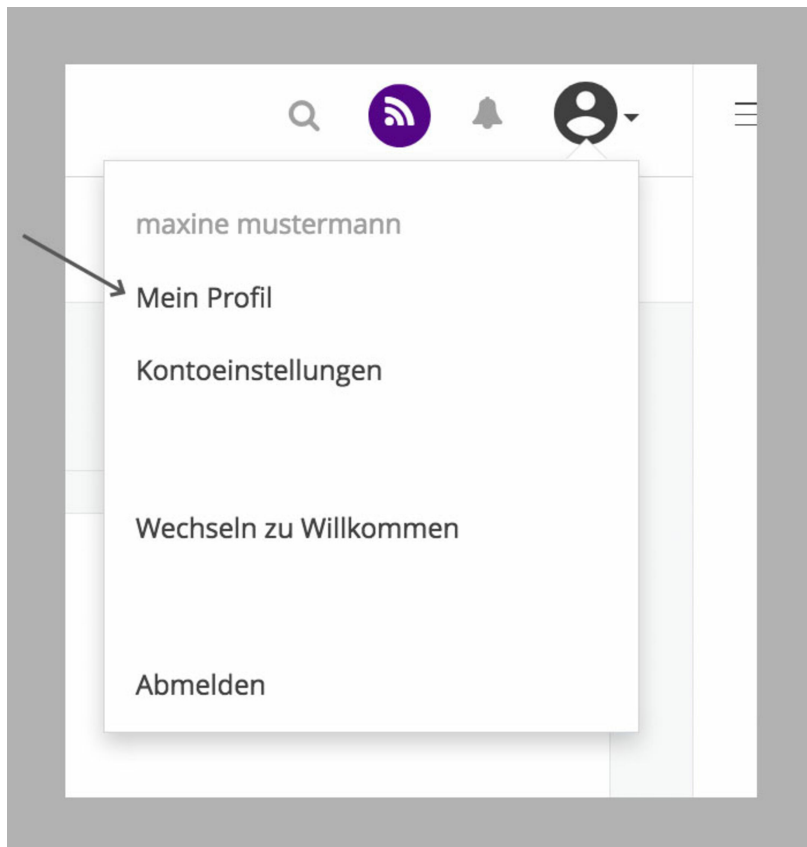 maxine mustermann
Mein Profil
Kontoeinstellungen
Wechseln zu Willkommen
Abmelden